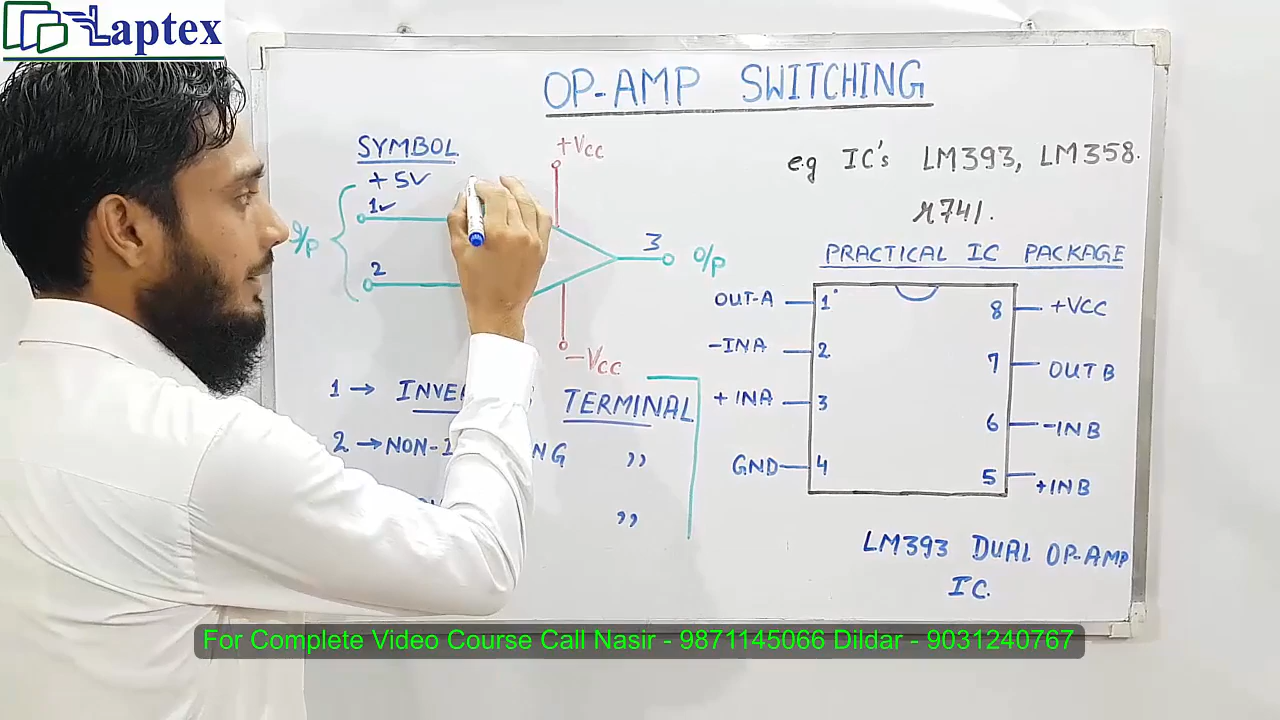 Laptex
OP-AMP SWITCHING
SYMBOL
+5V
1✓
2
I/p
+VCC
-VCC
3
O/p
1 → INVE
TERMINAL
2 → NON-I
NG ,,
,,
e.g IC's LM393, LM358.
741.
PRACTICAL IC PACKAGE
OUT-A 1
-INA 2
+INA 3
GND 4
8 +VCC
7 OUT B
6 -INB
5 +INB
LM393 DUAL OP-AMP
IC.
For Complete Video Course Call Nasir - 9871145066 Dildar - 9031240767